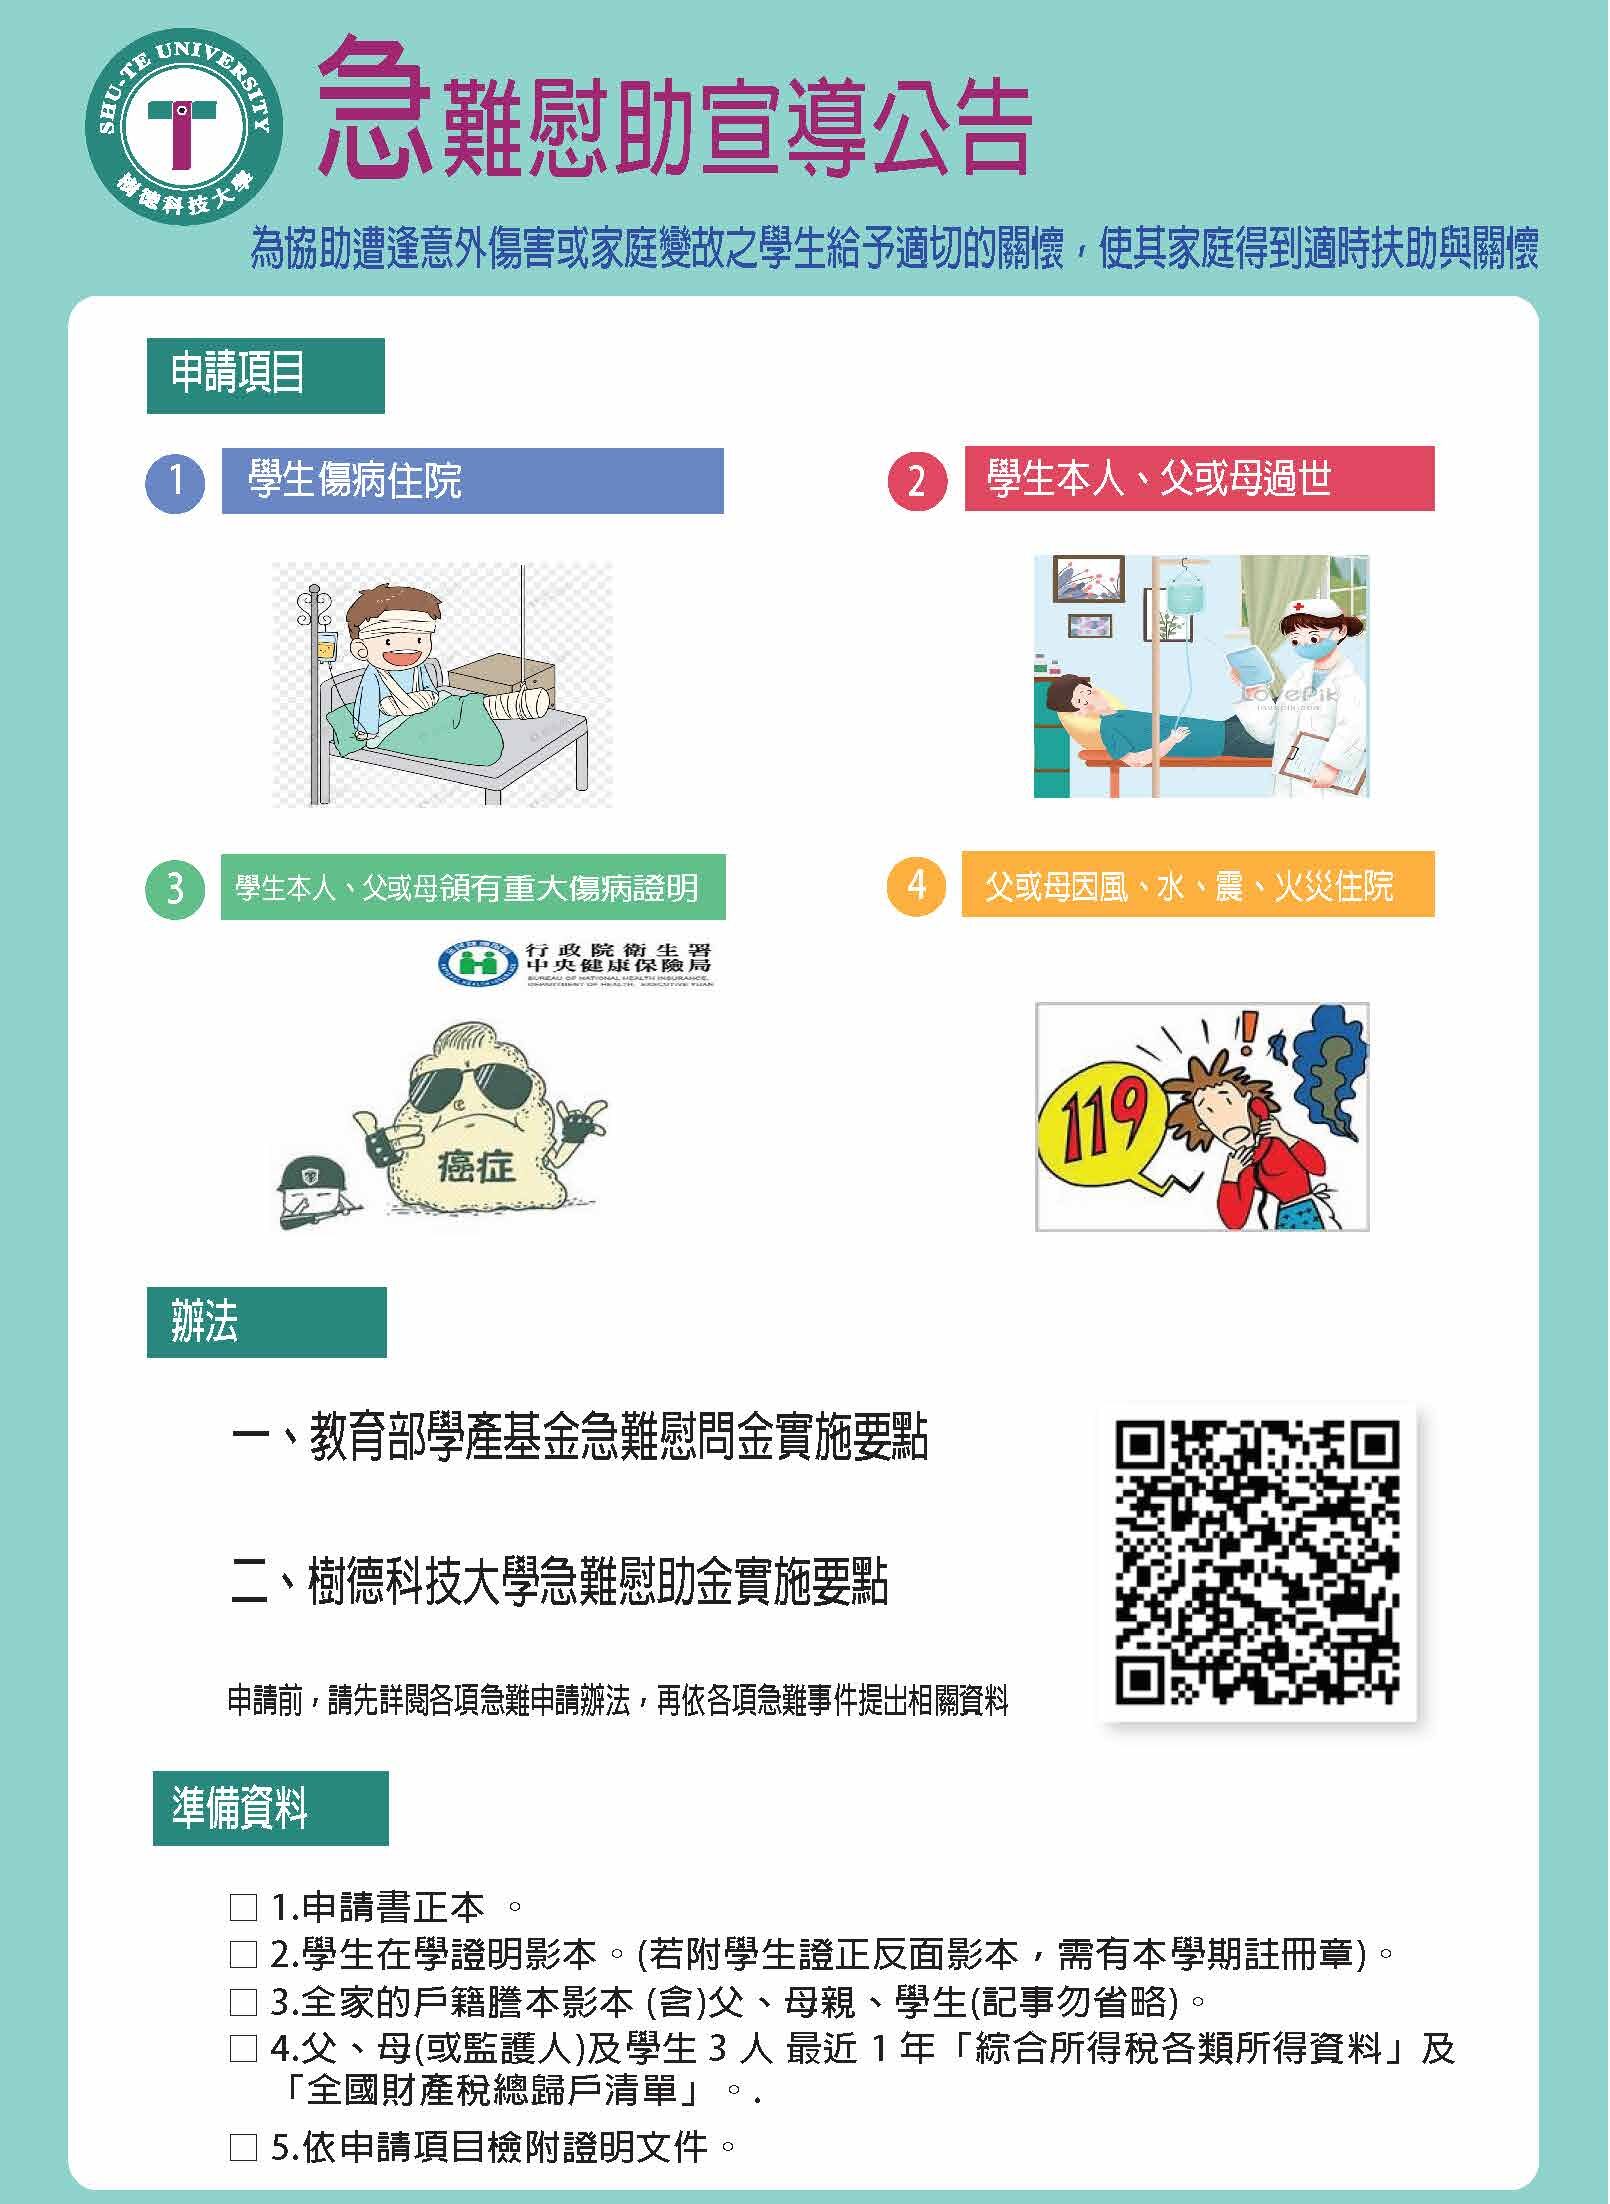 SHU-TE UNIVERSITY
樹德科技大學
急難慰助宣導公告
為協助遭逢意外傷害或家庭變故之學生給予適切的關懷，使其家庭得到適時扶助與關懷
申請項目
1 學生傷病住院
2 學生本人、父或母過世
LovePik
lovepik.com
3 學生本人、父或母領有重大傷病證明
4 父或母因風、水、震、火災住院
行政院衛生署
中央健康保險局
BUREAU OF NATIONAL HEALTH INSURANCE,
DEPARTMENT OF HEALTH, EXECUTIVE YUAN
119
癌症
辦法
一、教育部學產基金急難慰問金實施要點
二、樹德科技大學急難慰助金實施要點
申請前，請先詳閱各項急難申請辦法，再依各項急難事件提出相關資料
準備資料
□ 1.申請書正本 。
□ 2.學生在學證明影本。(若附學生證正反面影本，需有本學期註冊章)。
□ 3.全家的戶籍謄本影本 (含)父、母親、學生(記事勿省略)。
□ 4.父、母(或監護人)及學生 3 人 最近 1 年「綜合所得稅各類所得資料」及
「全國財產稅總歸戶清單」 。.
□ 5.依申請項目檢附證明文件。